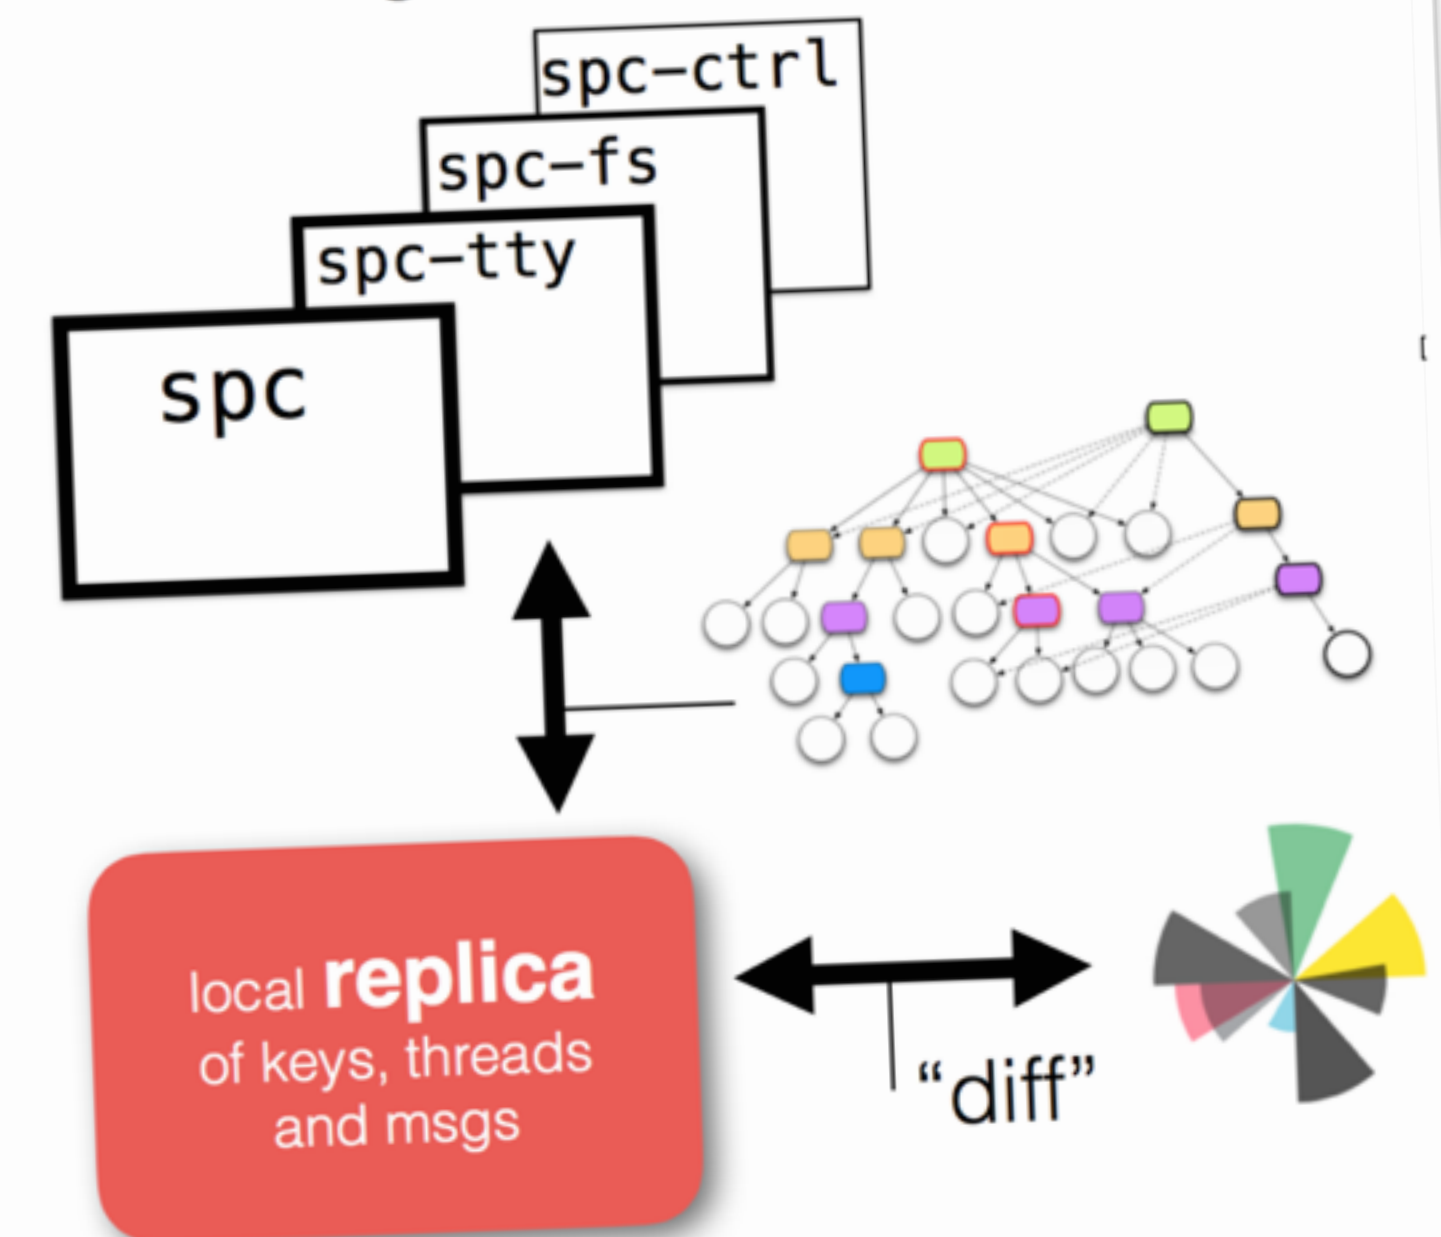 spc-ctrl
spc-fs
spc-tty
spc
local replica
of keys, threads
and msgs
“diff”